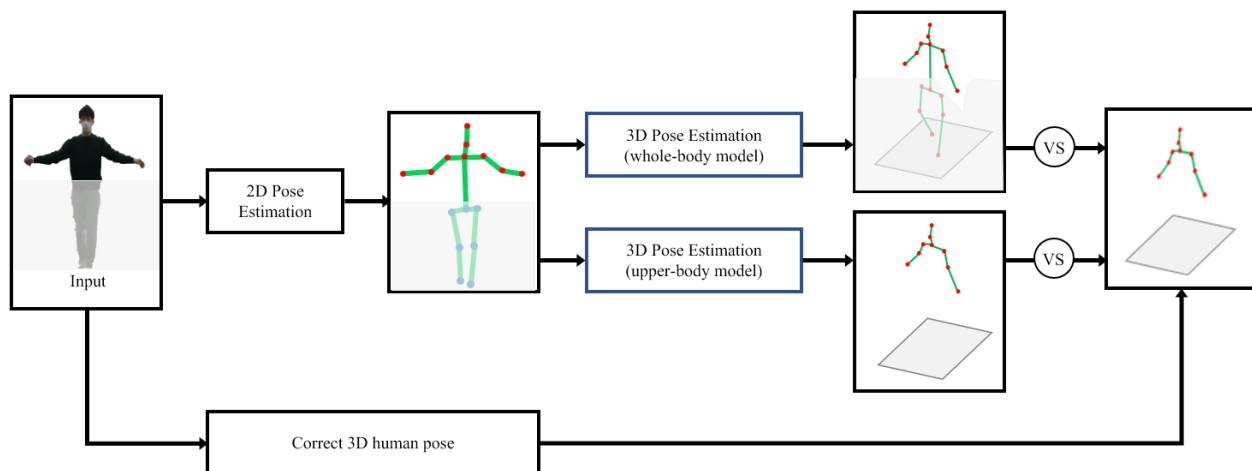 Input
2D Pose
Estimation
3D Pose Estimation
(whole-body model)
3D Pose Estimation
(upper-body model)
VS
VS
Correct 3D human pose